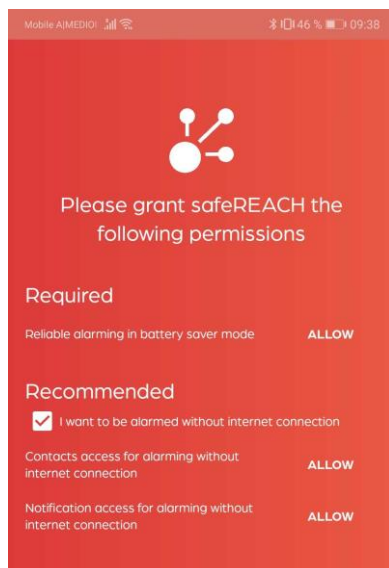 Mobile A|MEDIO| 46 % 09:38
Please grant safeREACH the
following permissions
Required
Reliable alarming in battery saver mode ALLOW
Recommended
I want to be alarmed without internet connection
Contacts access for alarming without
internet connection ALLOW
Notification access for alarming without
internet connection ALLOW